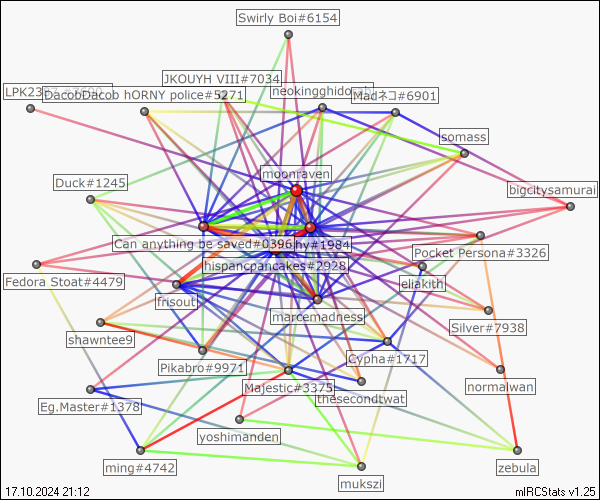 Swirly Boi#6154
JKOUYH VIII#7034
DacobDacob hORNY police#5271
Madネコ#6901
somass
moonraven
Duck#1245
bigcitysamurai
Can anything be saved#0396
hy#1984
Pocket Persona#3326
hispancpancakes#2928
Fedora Stoat#4479
eliakith
frisout
marcemadness
Silver#7938
shawntee9
Pikabro#9971
Cypha#1717
Majestic#3375
normalwan
thesecondtwat
Eg.Master#1378
yoshimanden
zebula
ming#4742
mukszi
17.10.2024 21:12
mIRCStats v1.25